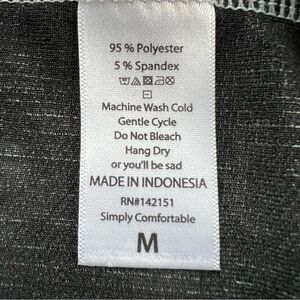 95 % Polyester
5 % Spandex
Machine Wash Cold
Gentle Cycle
Do Not Bleach
Hang Dry
or you'll be sad
MADE IN INDONESIA
RN#142151
Simply Comfortable
M